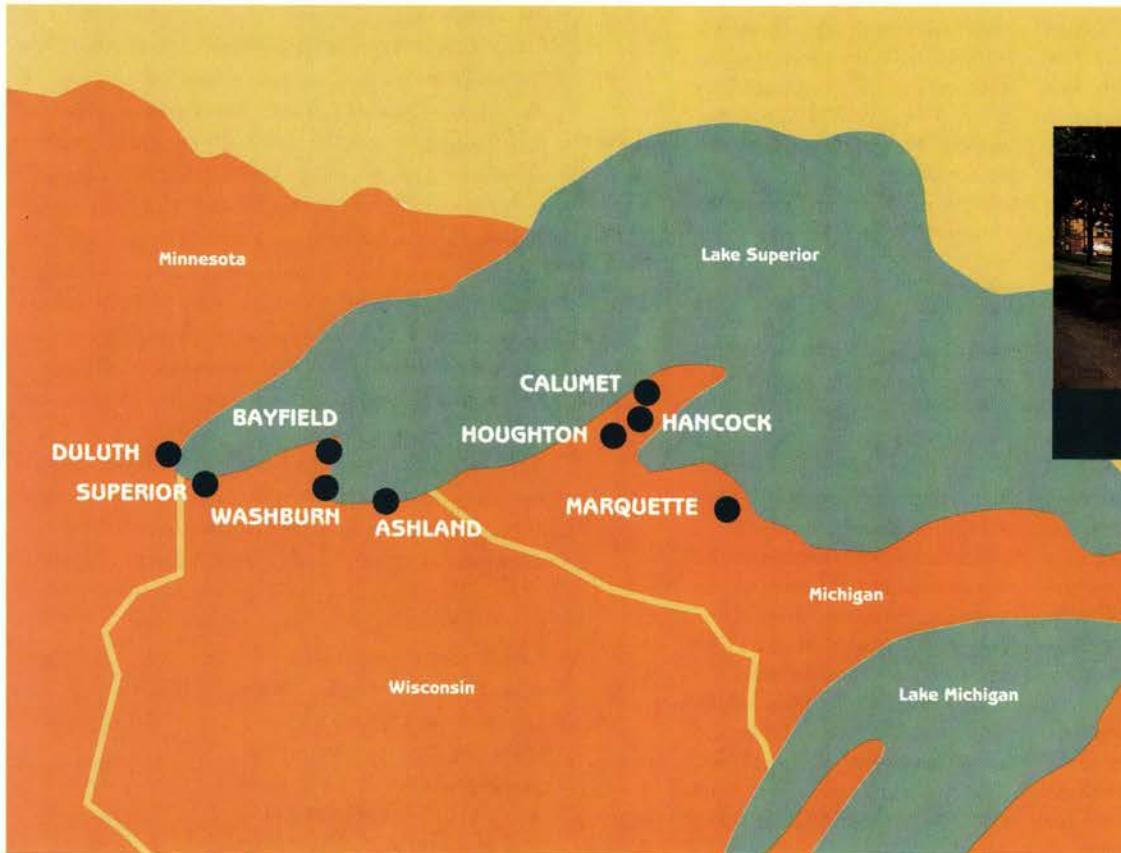 Minnesota
Lake Superior
CALUMET
BAYFIELD
HANCOCK
HOUGHTON
DULUTH
SUPERIOR
WASHBURN
MARQUETTE
ASHLAND
Michigan
Wisconsin
Lake Michigan